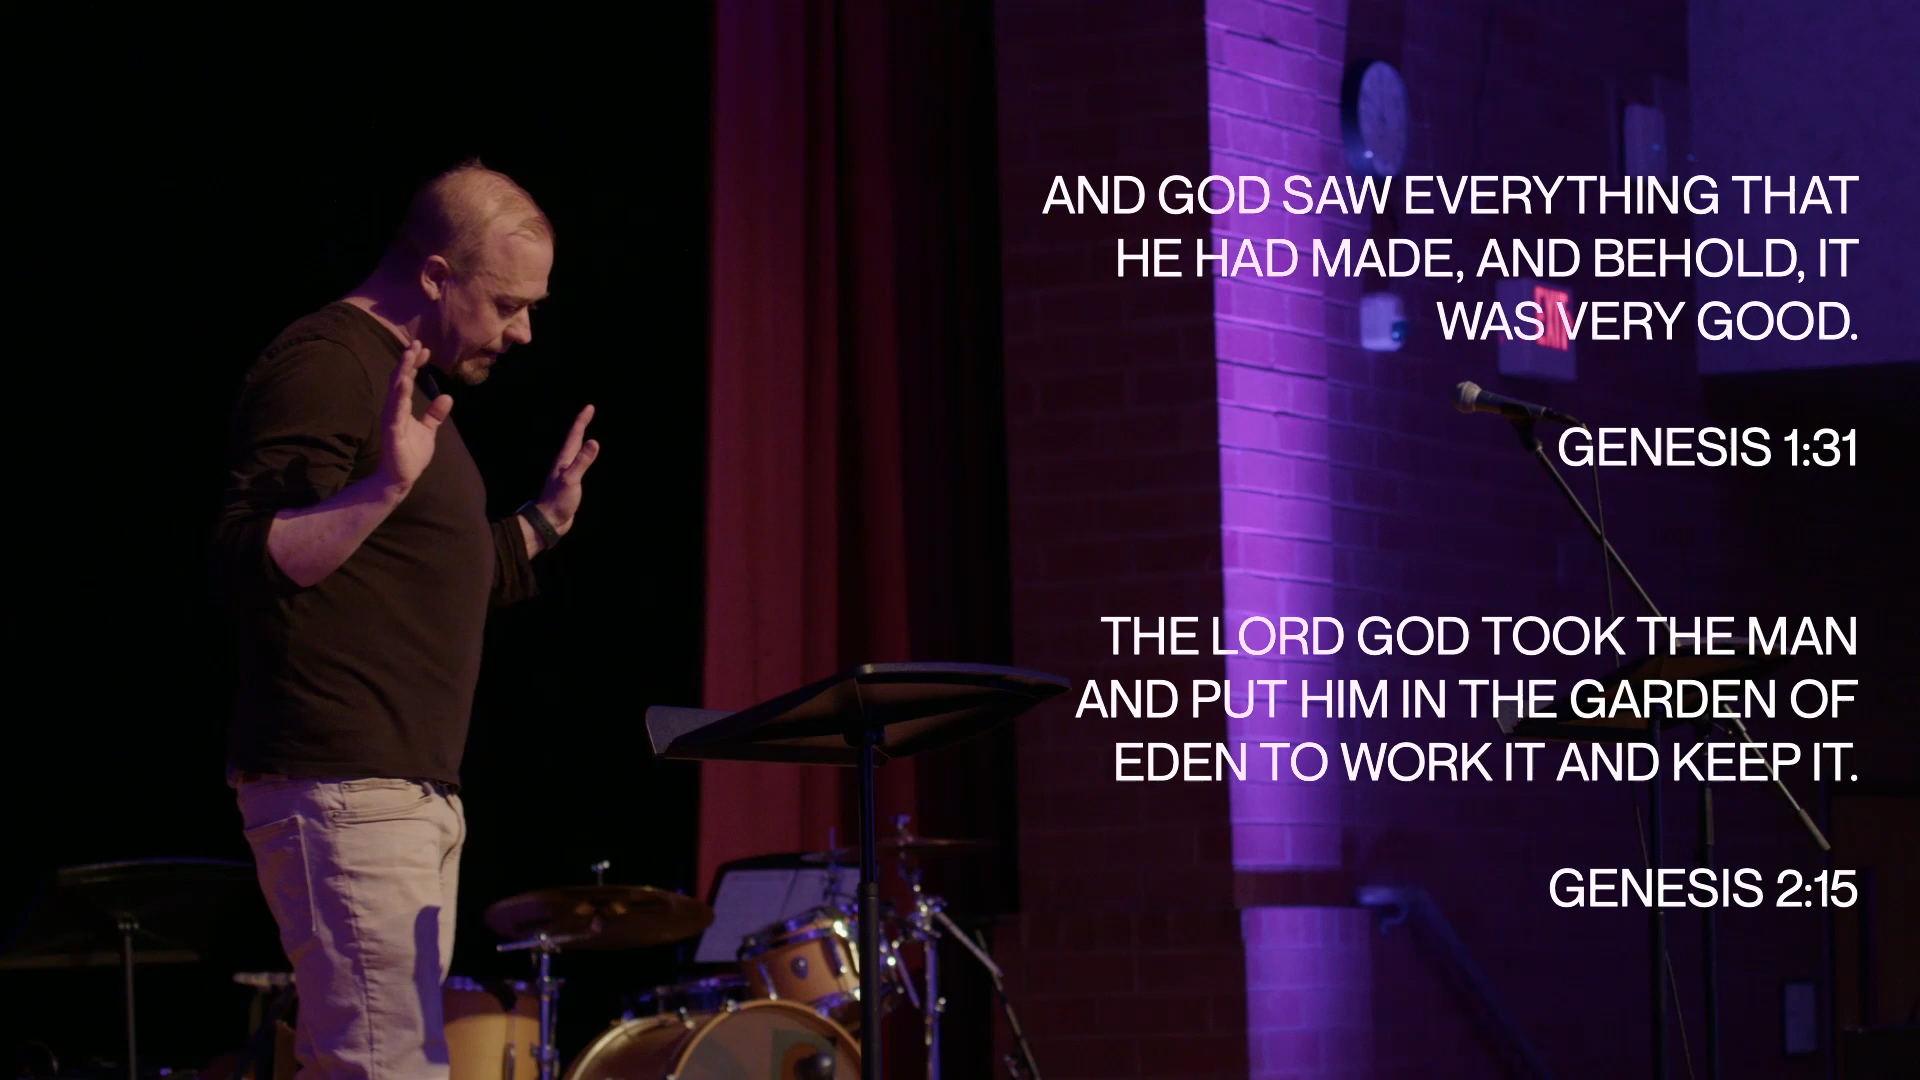 AND GOD SAW EVERYTHING THAT
HE HAD MADE, AND BEHOLD, IT
WAS VERY GOOD.
EXIT
GENESIS 1:31
THE LORD GOD TOOK THE MAN
AND PUT HIM IN THE GARDEN OF
EDEN TO WORK IT AND KEEP IT.
GENESIS 2:15